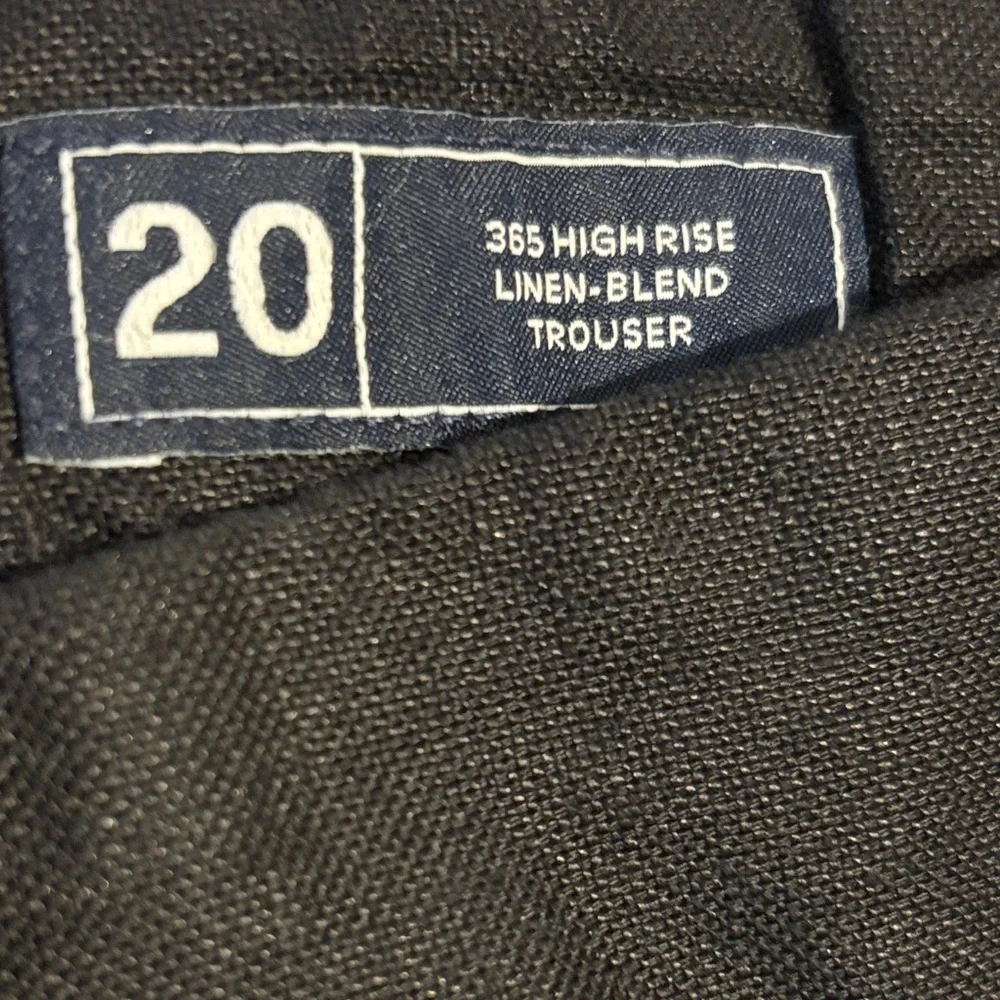 20
365 HIGH RISE
LINEN-BLEND
TROUSER